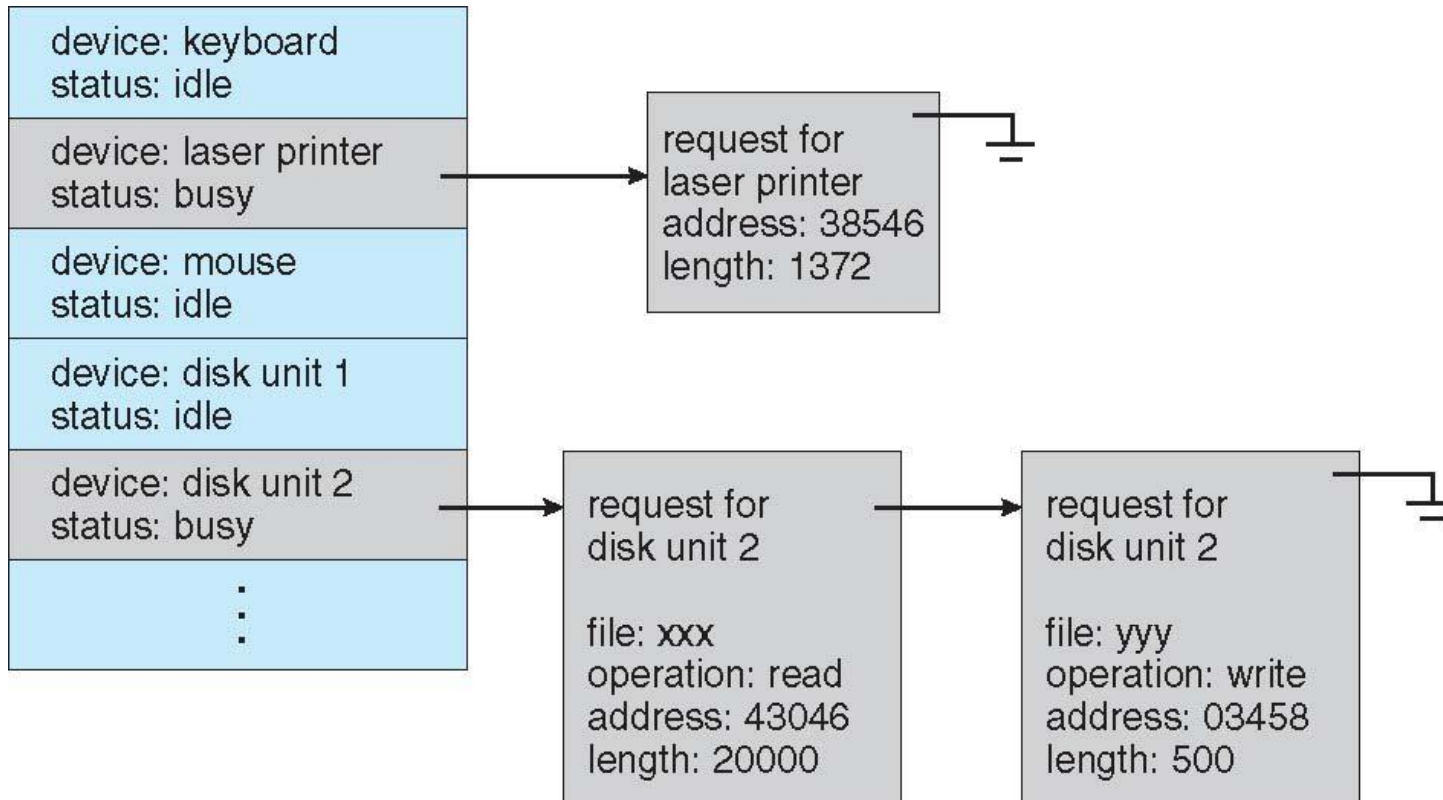 device: keyboard
status: idle
device: laser printer
status: busy
device: mouse
status: idle
device: disk unit 1
status: idle
device: disk unit 2
status: busy
request for
laser printer
address: 38546
length: 1372
request for
disk unit 2
file: xxx
operation: read
address: 43046
length: 20000
request for
disk unit 2
file: yyy
operation: write
address: 03458
length: 500